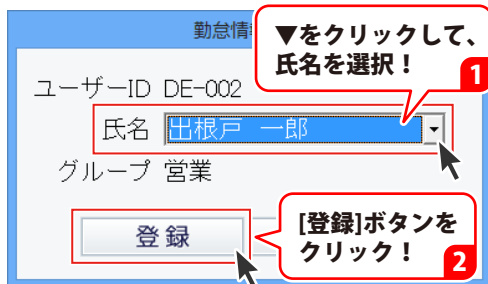 勤怠情
▼をクリックして、
氏名を選択！
1
ユーザーID DE-002
氏名 出根戸 一郎
グループ 営業
登録
[登録]ボタンを
クリック！
2